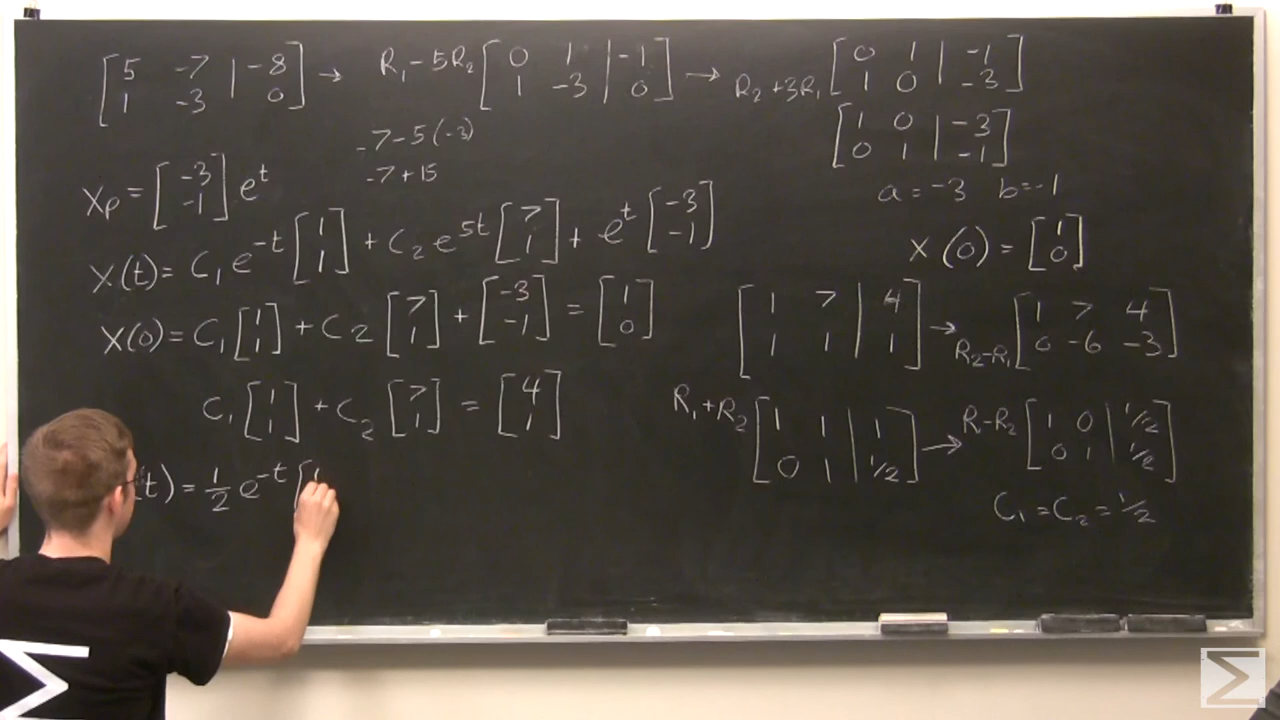 [5 -7 | -8; 1 -3 | 0] → R₁-5R₂ [0 1 | -1; 1 -3 | 0] → R₂+3R₁ [0 1 | -1; 1 0 | -3]
-7-5(-3)
-7+15
[1 0 | -3; 0 1 | -1]
a=-3 b=-1
Xp = [-3; -1] e^t
X(t) = C₁e^-t [1; 1] + C₂e^5t [7; 1] + e^t [-3; -1]
X(0) = [1; 0]
X(0) = C₁ [1; 1] + C₂ [7; 1] + [-3; -1] = [1; 0]
C₁ [1; 1] + C₂ [7; 1] = [4; 1]
[1 7 | 4; 1 1 | 1] → R₂-R₁ [1 7 4; 0 -6 -3]
R₁+R₂ [1 1 | 1; 0 1 | 1/2] → R-R₂ [1 0 | 1/2; 0 1 | 1/2]
C₁=C₂=1/2
(t) = 1/2 e^-t [1
Σ
Σ